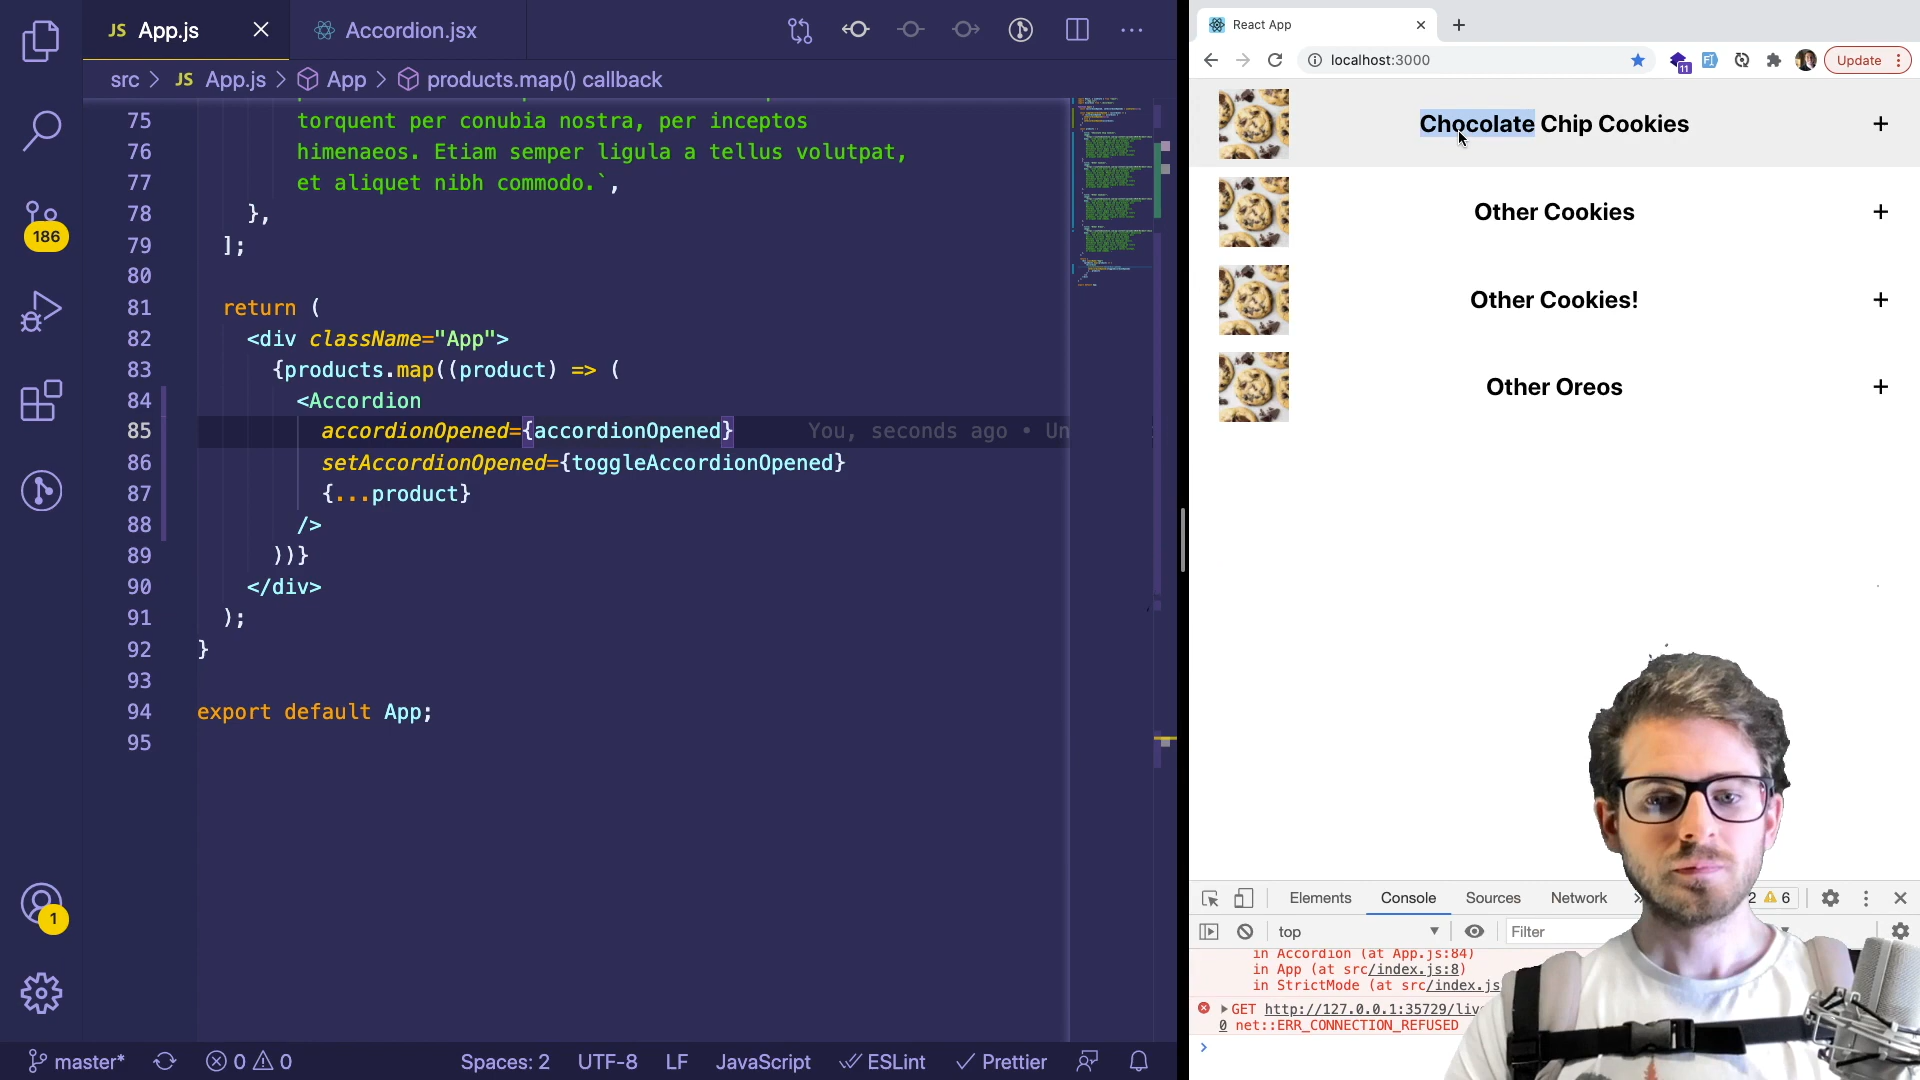 JS App.js
Accordion.jsx
src > JS App.js > App > products.map() callback
75 torquent per conubia nostra, per inceptos
76 himenaeos. Etiam semper ligula a tellus volutpat,
77 et aliquet nibh commodo.`,
78 },
79 ];
80
81 return (
82 <div className="App">
83 {products.map((product) => (
84 <Accordion
85 accordionOpened={accordionOpened} You, seconds ago • Un
86 setAccordionOpened={toggleAccordionOpened}
87 {...product}
88 />
89 ))}
90 </div>
91 );
92 }
93
94 export default App;
95
186
1
master*
0 0
Spaces: 2
UTF-8
LF
JavaScript
ESLint
Prettier
React App
localhost:3000
11
Update
Chocolate Chip Cookies +
Other Cookies +
Other Cookies! +
Other Oreos +
Elements
Console
Sources
Network
2 6
top
Filter
in Accordion (at App.js:84)
in App (at src/index.js:8)
in StrictMode (at src/index.js
GET http://127.0.0.1:35729/liv
0 net::ERR_CONNECTION_REFUSED